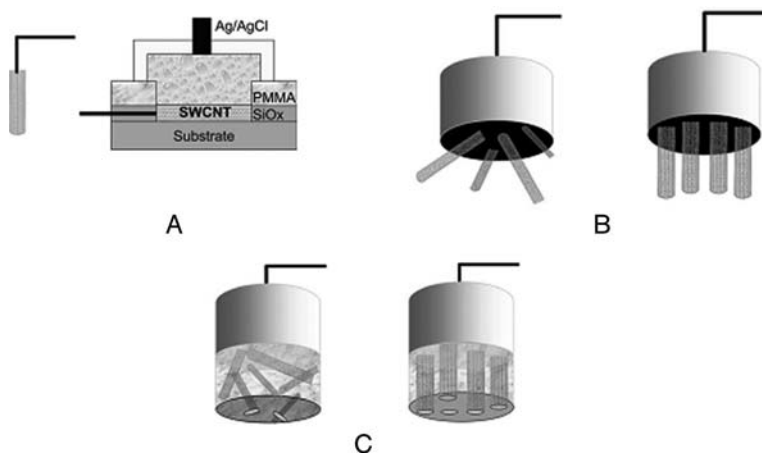 Ag/AgCl
PMMA
SWCNT
SiOx
Substrate
A
B
C